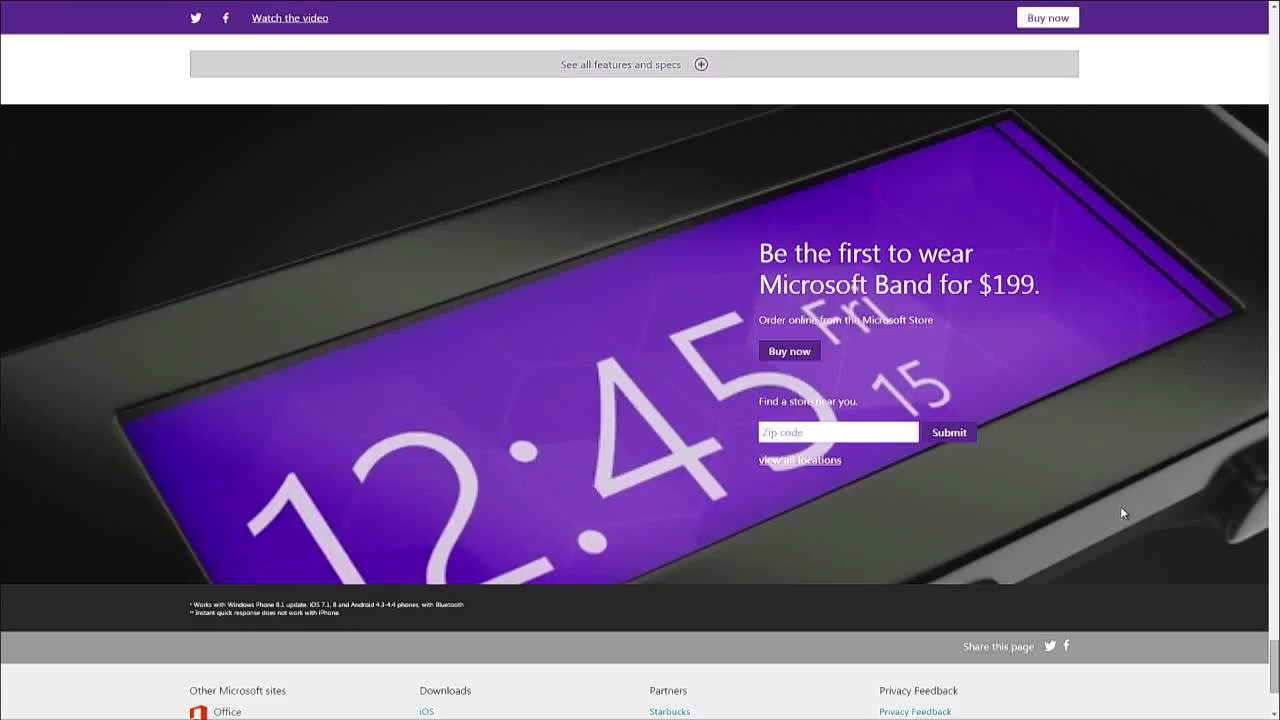 Watch the video
Buy now
See all features and specs
Be the first to wear
Microsoft Band for $199.
Order online from the Microsoft Store
Buy now
Find a store near you.
Zip code
Submit
view all locations
12:45
Fri
15
* Works with Windows Phone 8.1 update, iOS 7.1, 8 and Android 4.3-4.4 phones, with Bluetooth
** Instant quick response does not work with iPhone.
Share this page
Other Microsoft sites
Downloads
Partners
Privacy Feedback
Office
iOS
Starbucks
Privacy Feedback